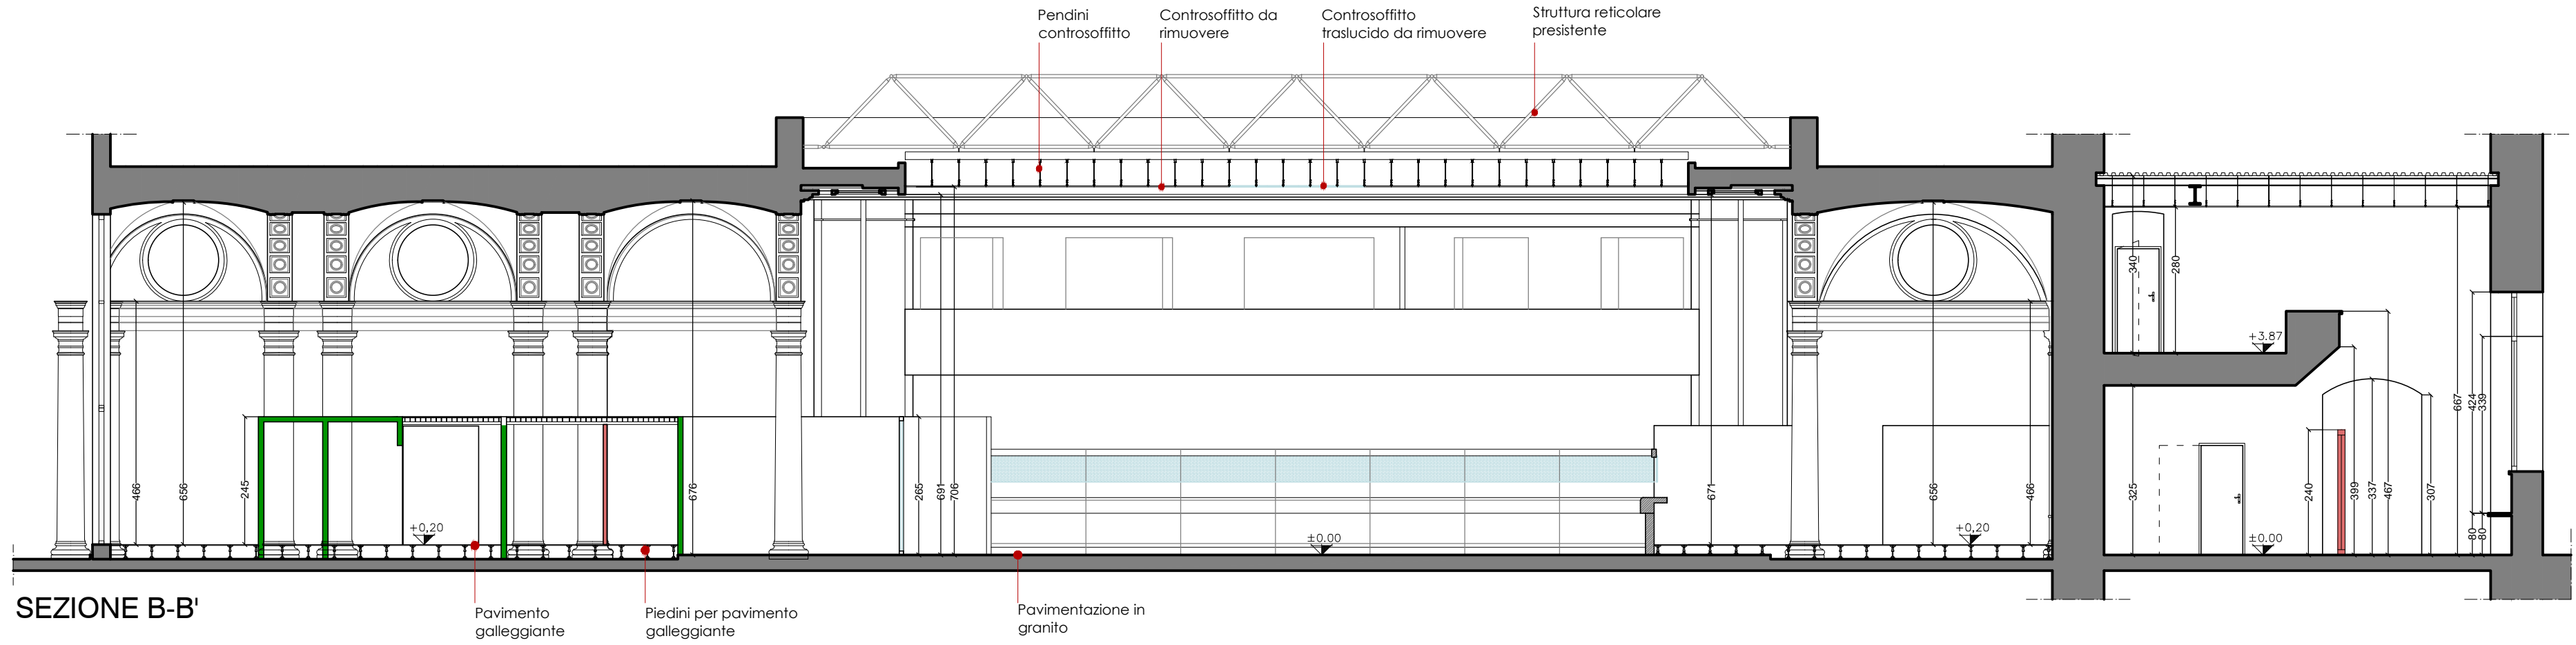 Pendini
controsoffitto
Controsoffitto da
rimuovere
Controsoffitto
traslucido da rimuovere
Struttura reticolare
presistente
340
280
+3.87
466
656
245
+0,20
676
265
691
706
±0.00
671
656
+0,20
466
325
±0.00
240
399
337
467
307
667
424
339
80
80
SEZIONE B-B'
Pavimento
galleggiante
Piedini per pavimento
galleggiante
Pavimentazione in
granito